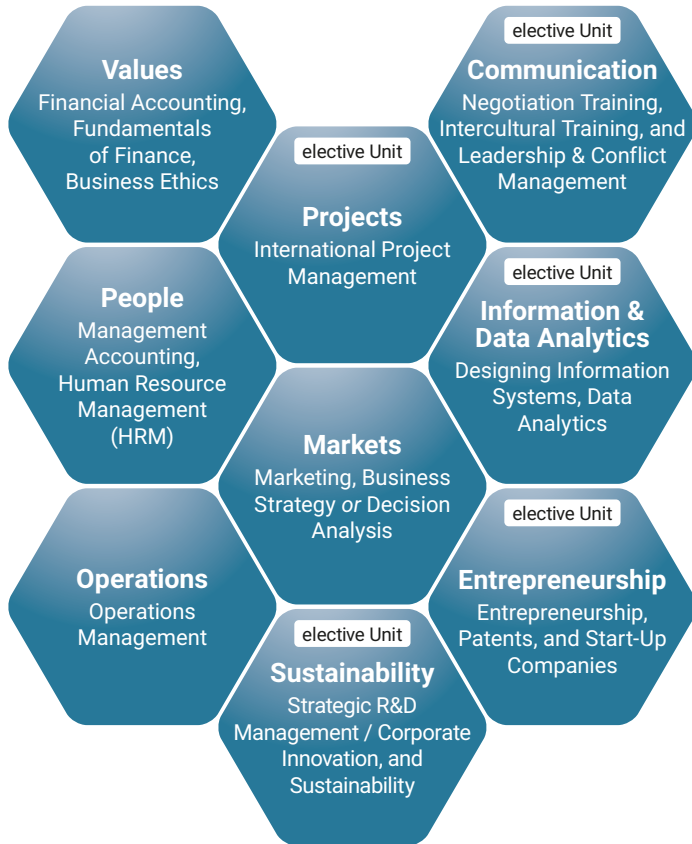 Values
Financial Accounting,
Fundamentals
of Finance,
Business Ethics
elective Unit
Communication
Negotiation Training,
Intercultural Training, and
Leadership & Conflict
Management
elective Unit
Projects
International Project
Management
People
Management
Accounting,
Human Resource
Management
(HRM)
elective Unit
Information &
Data Analytics
Designing Information
Systems, Data
Analytics
Markets
Marketing, Business
Strategy or Decision
Analysis
Operations
Operations
Management
elective Unit
Entrepreneurship
Entrepreneurship,
Patents, and Start-Up
Companies
elective Unit
Sustainability
Strategic R&D
Management / Corporate
Innovation, and
Sustainability